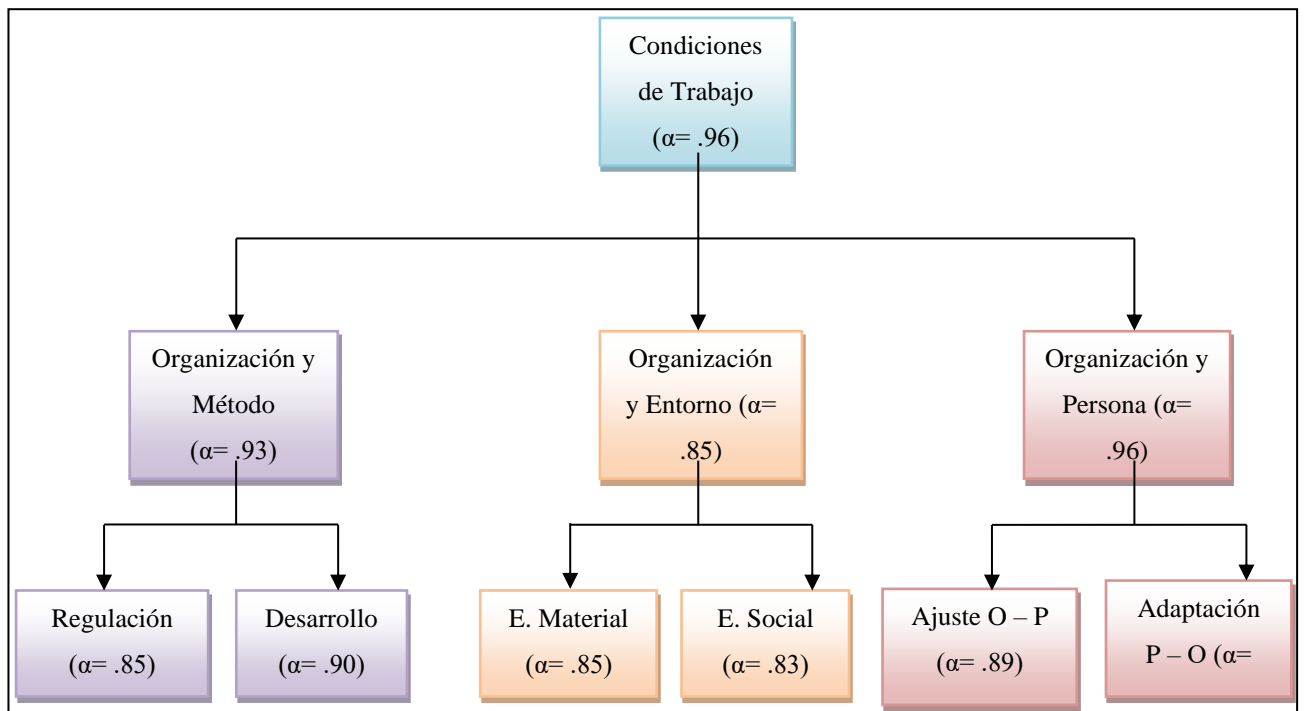 Condiciones
de Trabajo
(α= .96)
Organización y
Método
(α= .93)
Organización
y Entorno (α=
.85)
Organización y
Persona (α=
.96)
Regulación
(α= .85)
Desarrollo
(α= .90)
E. Material
(α= .85)
E. Social
(α= .83)
Ajuste O – P
(α= .89)
Adaptación
P – O (α=